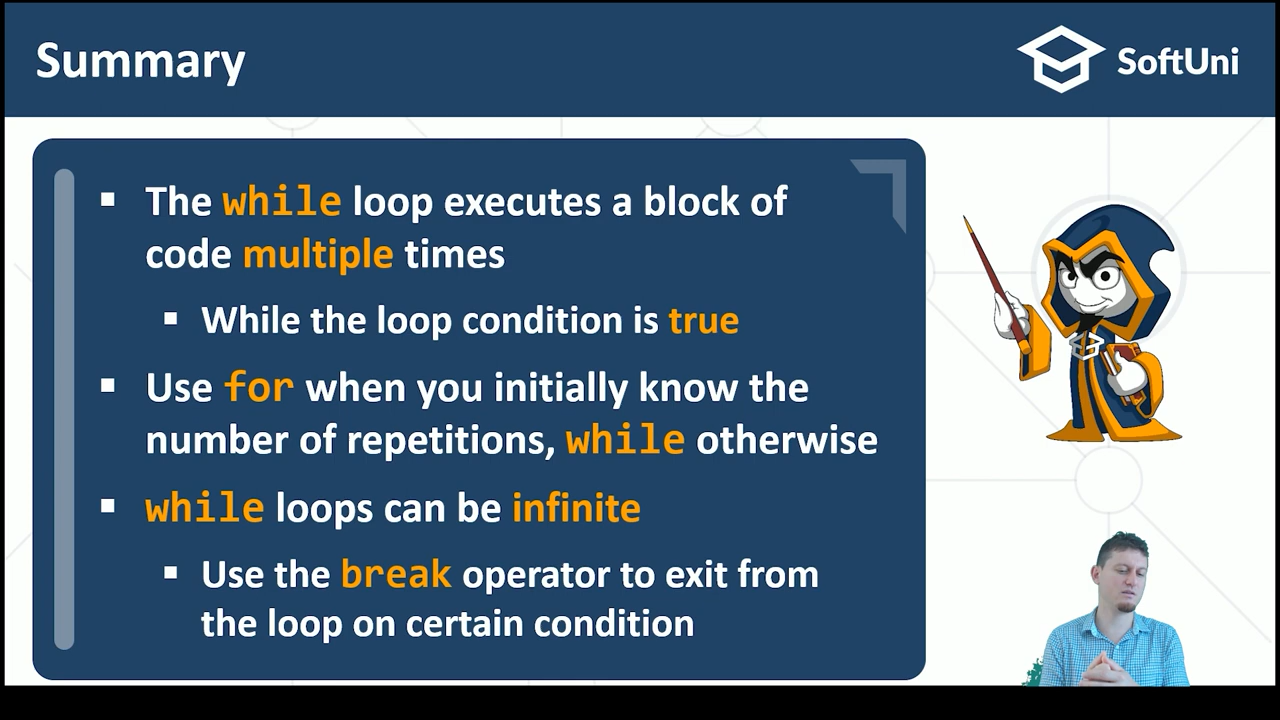 Summary
SoftUni
▪ The while loop executes a block of
code multiple times
▪ While the loop condition is true
▪ Use for when you initially know the
number of repetitions, while otherwise
▪ while loops can be infinite
▪ Use the break operator to exit from
the loop on certain condition